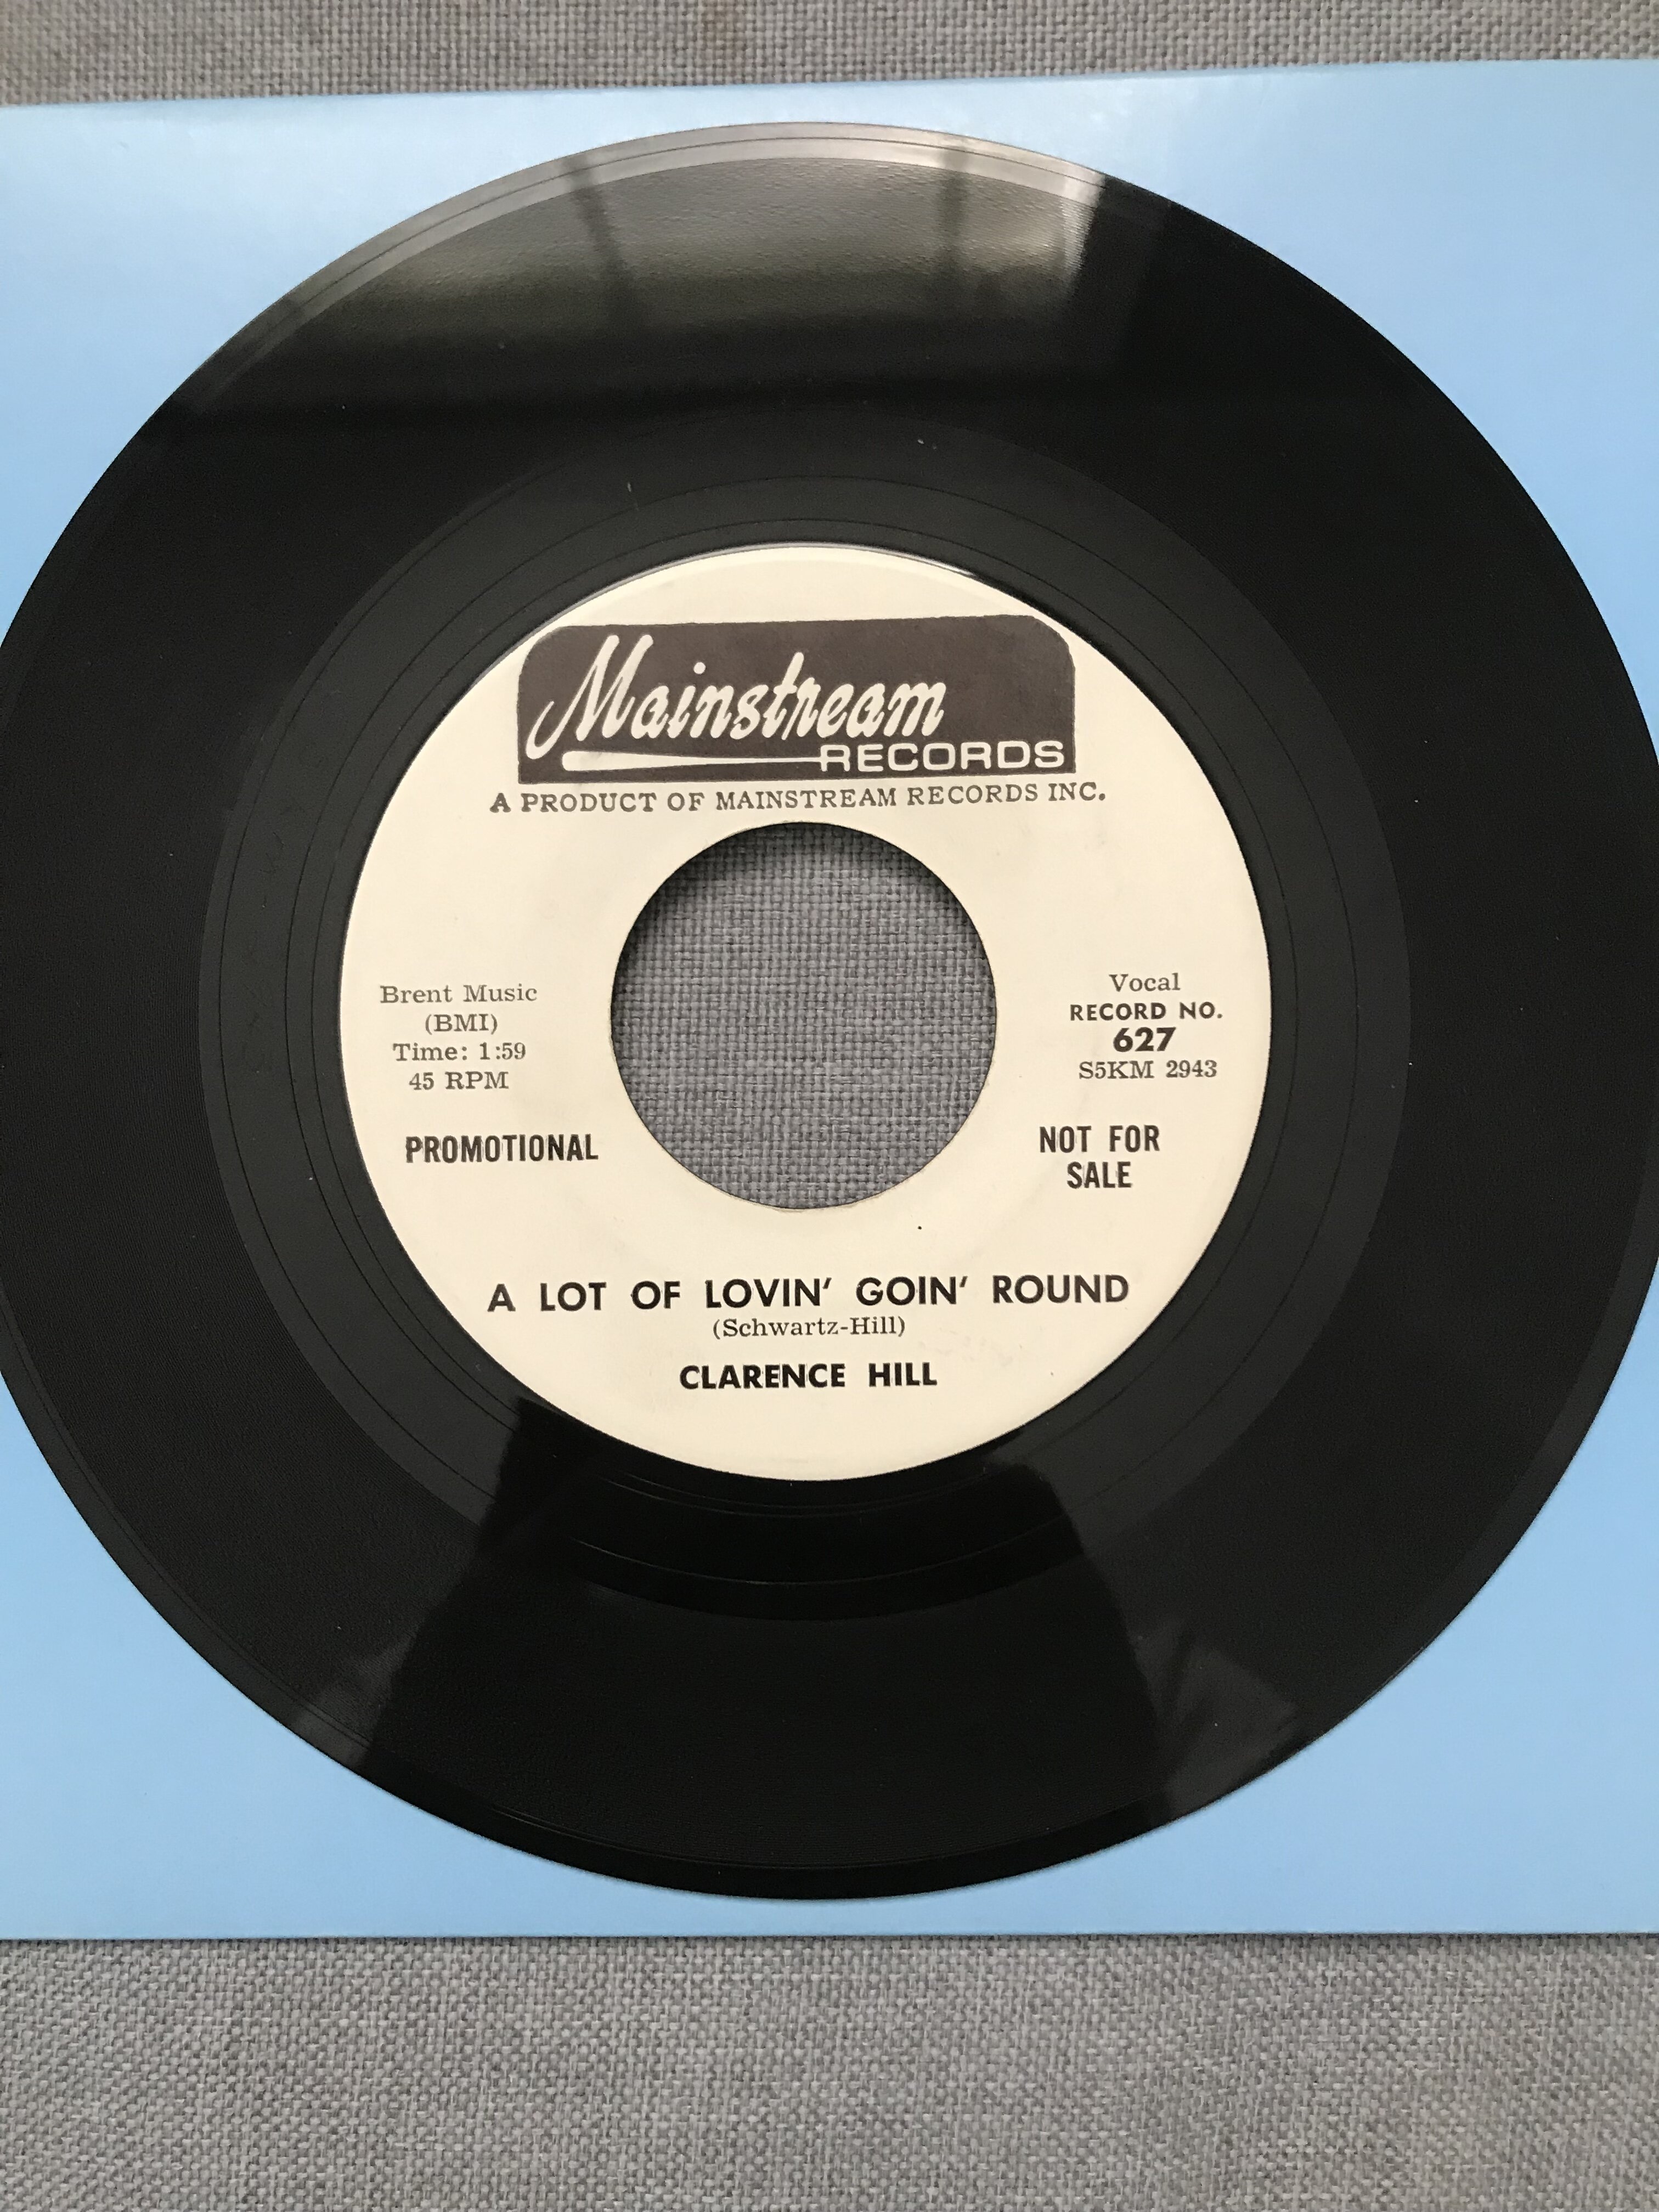 Mainstream
RECORDS
A PRODUCT OF MAINSTREAM RECORDS INC.
Brent Music
(BMI)
Time: 1:59
45 RPM
PROMOTIONAL
Vocal
RECORD NO.
627
S5KM 2943
NOT FOR
SALE
A LOT OF LOVIN' GOIN' ROUND
(Schwartz-Hill)
CLARENCE HILL